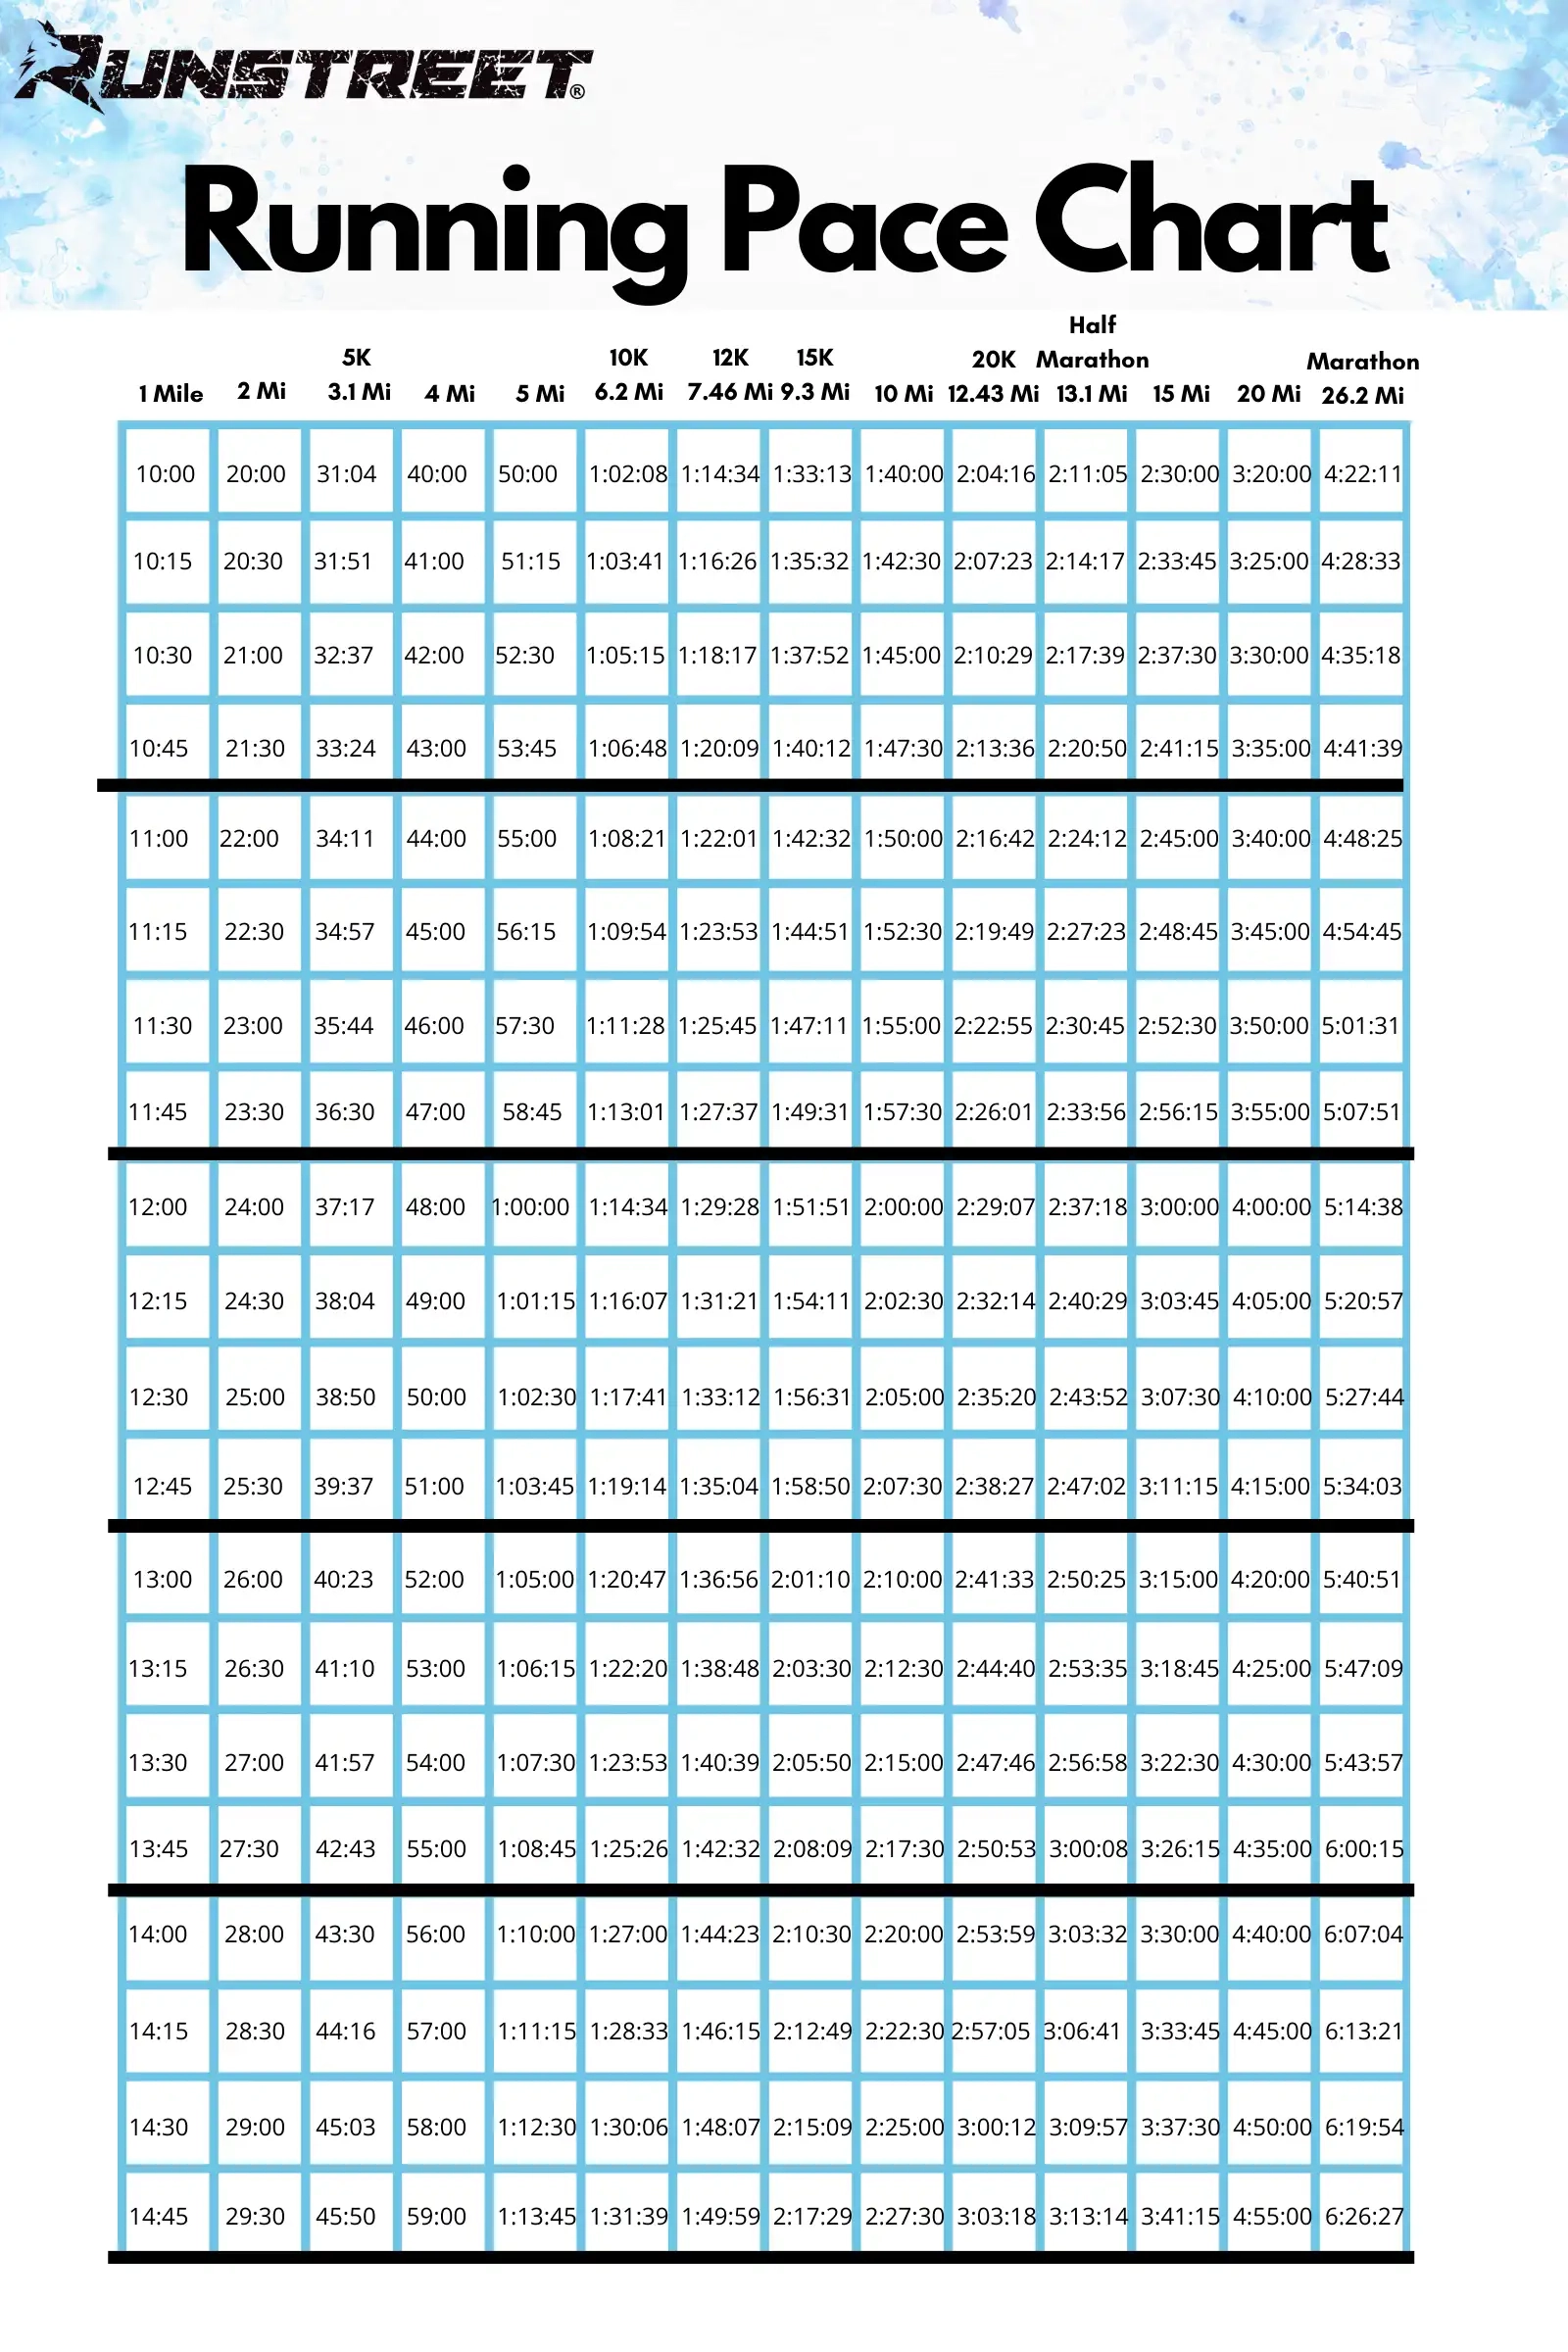 RUNSTREET®
Running Pace Chart
Half
5K 10K 12K 15K 20K Marathon Marathon
1 Mile 2 Mi 3.1 Mi 4 Mi 5 Mi 6.2 Mi 7.46 Mi 9.3 Mi 10 Mi 12.43 Mi 13.1 Mi 15 Mi 20 Mi 26.2 Mi
10:00 20:00 31:04 40:00 50:00 1:02:08 1:14:34 1:33:13 1:40:00 2:04:16 2:11:05 2:30:00 3:20:00 4:22:11
10:15 20:30 31:51 41:00 51:15 1:03:41 1:16:26 1:35:32 1:42:30 2:07:23 2:14:17 2:33:45 3:25:00 4:28:33
10:30 21:00 32:37 42:00 52:30 1:05:15 1:18:17 1:37:52 1:45:00 2:10:29 2:17:39 2:37:30 3:30:00 4:35:18
10:45 21:30 33:24 43:00 53:45 1:06:48 1:20:09 1:40:12 1:47:30 2:13:36 2:20:50 2:41:15 3:35:00 4:41:39
11:00 22:00 34:11 44:00 55:00 1:08:21 1:22:01 1:42:32 1:50:00 2:16:42 2:24:12 2:45:00 3:40:00 4:48:25
11:15 22:30 34:57 45:00 56:15 1:09:54 1:23:53 1:44:51 1:52:30 2:19:49 2:27:23 2:48:45 3:45:00 4:54:45
11:30 23:00 35:44 46:00 57:30 1:11:28 1:25:45 1:47:11 1:55:00 2:22:55 2:30:45 2:52:30 3:50:00 5:01:31
11:45 23:30 36:30 47:00 58:45 1:13:01 1:27:37 1:49:31 1:57:30 2:26:01 2:33:56 2:56:15 3:55:00 5:07:51
12:00 24:00 37:17 48:00 1:00:00 1:14:34 1:29:28 1:51:51 2:00:00 2:29:07 2:37:18 3:00:00 4:00:00 5:14:38
12:15 24:30 38:04 49:00 1:01:15 1:16:07 1:31:21 1:54:11 2:02:30 2:32:14 2:40:29 3:03:45 4:05:00 5:20:57
12:30 25:00 38:50 50:00 1:02:30 1:17:41 1:33:12 1:56:31 2:05:00 2:35:20 2:43:52 3:07:30 4:10:00 5:27:44
12:45 25:30 39:37 51:00 1:03:45 1:19:14 1:35:04 1:58:50 2:07:30 2:38:27 2:47:02 3:11:15 4:15:00 5:34:03
13:00 26:00 40:23 52:00 1:05:00 1:20:47 1:36:56 2:01:10 2:10:00 2:41:33 2:50:25 3:15:00 4:20:00 5:40:51
13:15 26:30 41:10 53:00 1:06:15 1:22:20 1:38:48 2:03:30 2:12:30 2:44:40 2:53:35 3:18:45 4:25:00 5:47:09
13:30 27:00 41:57 54:00 1:07:30 1:23:53 1:40:39 2:05:50 2:15:00 2:47:46 2:56:58 3:22:30 4:30:00 5:43:57
13:45 27:30 42:43 55:00 1:08:45 1:25:26 1:42:32 2:08:09 2:17:30 2:50:53 3:00:08 3:26:15 4:35:00 6:00:15
14:00 28:00 43:30 56:00 1:10:00 1:27:00 1:44:23 2:10:30 2:20:00 2:53:59 3:03:32 3:30:00 4:40:00 6:07:04
14:15 28:30 44:16 57:00 1:11:15 1:28:33 1:46:15 2:12:49 2:22:30 2:57:05 3:06:41 3:33:45 4:45:00 6:13:21
14:30 29:00 45:03 58:00 1:12:30 1:30:06 1:48:07 2:15:09 2:25:00 3:00:12 3:09:57 3:37:30 4:50:00 6:19:54
14:45 29:30 45:50 59:00 1:13:45 1:31:39 1:49:59 2:17:29 2:27:30 3:03:18 3:13:14 3:41:15 4:55:00 6:26:27